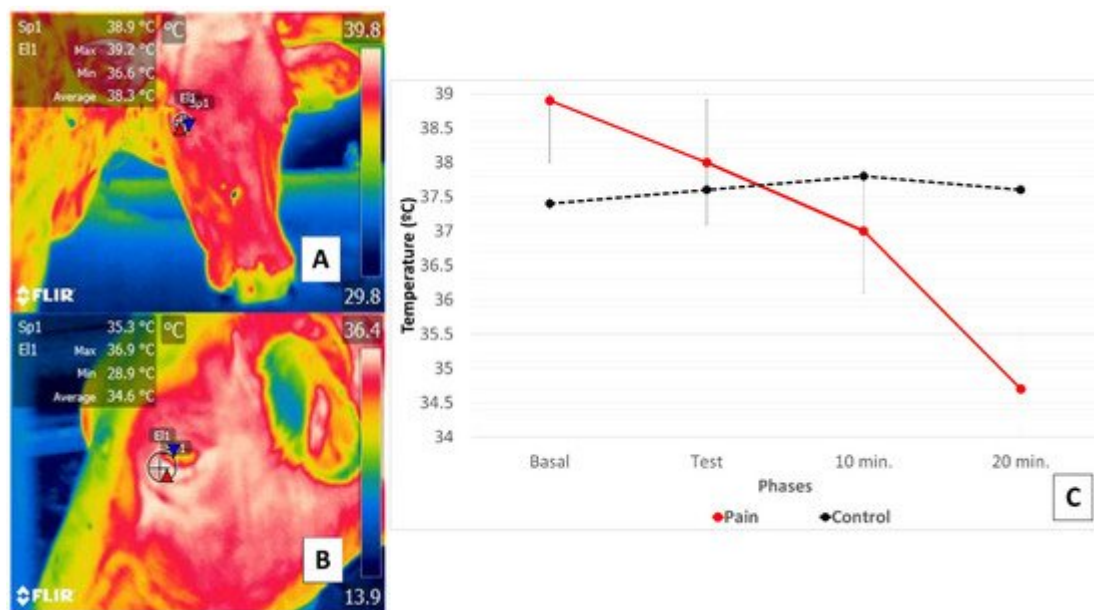 Sp1 38.9 °C °C 39.8
El1 Max 39.2 °C
Min 36.6 °C
Average 38.3 °C
El1
Sp1
A
FLIR 29.8
Sp1 35.3 °C °C 36.4
El1 Max 36.9 °C
Min 28.9 °C
Average 34.6 °C
El1
B
FLIR 13.9
Temperature (ºC)
39
38.5
38
37.5
37
36.5
36
35.5
35
34.5
34
Basal Test 10 min. 20 min.
Phases
Pain Control
C